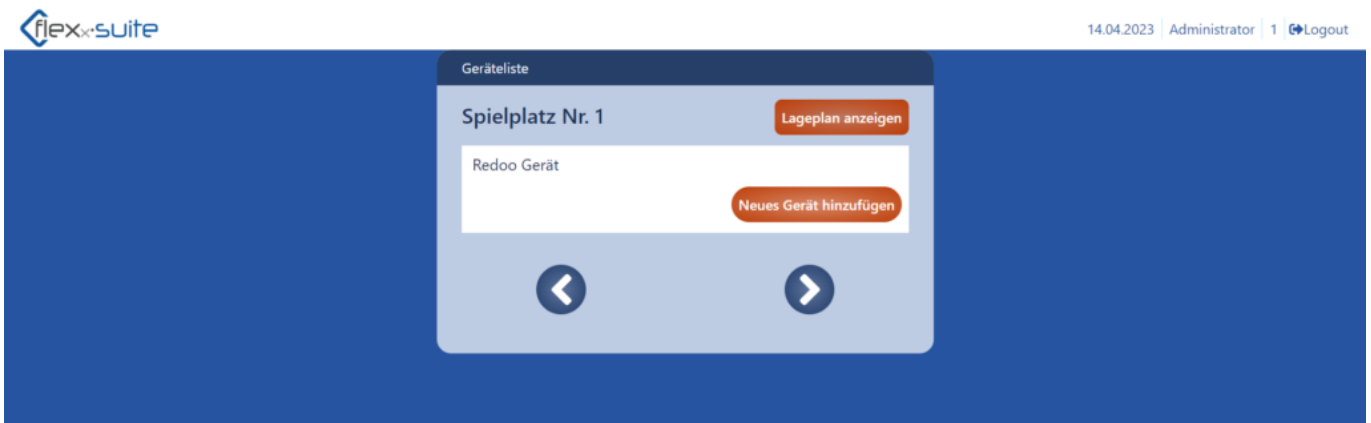 flexx·suite
14.04.2023 Administrator 1 Logout
Geräteliste
Spielplatz Nr. 1
Lageplan anzeigen
Redoo Gerät
Neues Gerät hinzufügen